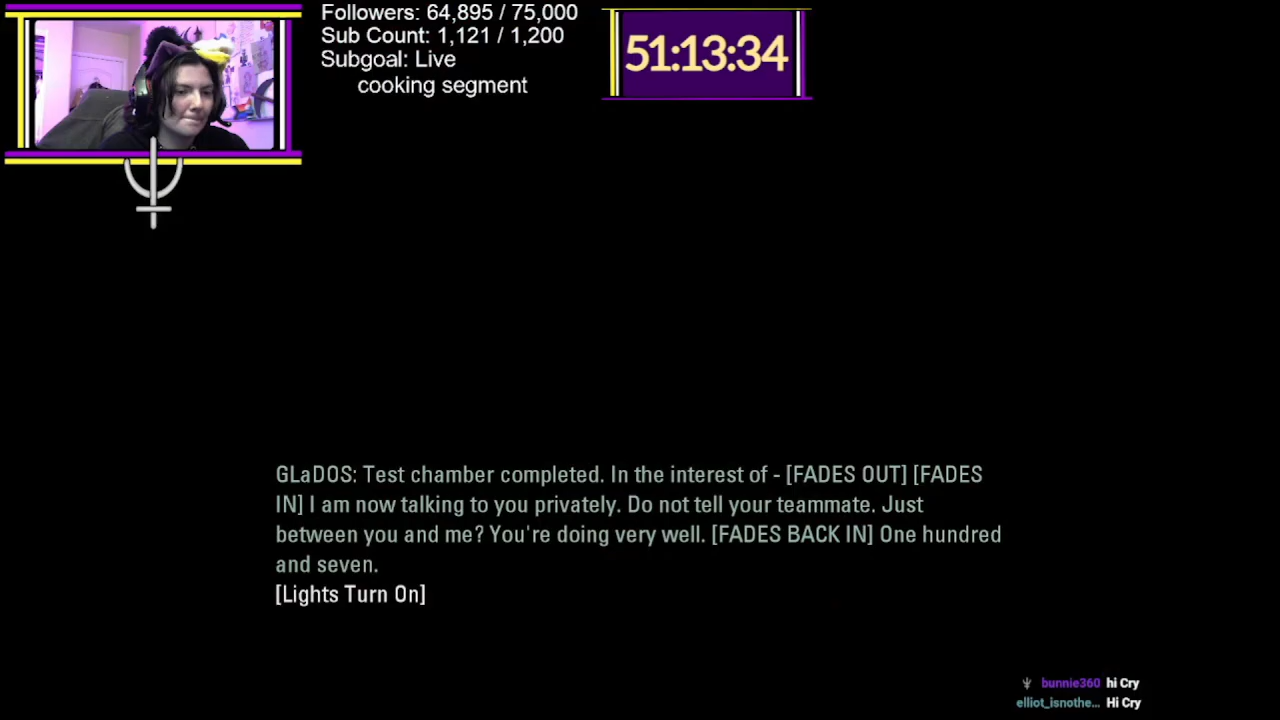 Followers: 64,895 / 75,000
Sub Count: 1,121 / 1,200
Subgoal: Live
cooking segment
51:13:34
GLaDOS: Test chamber completed. In the interest of - [FADES OUT] [FADES
IN] I am now talking to you privately. Do not tell your teammate. Just
between you and me? You're doing very well. [FADES BACK IN] One hundred
and seven.
[Lights Turn On]
bunnie360 hi Cry
elliot_isnothe... Hi Cry